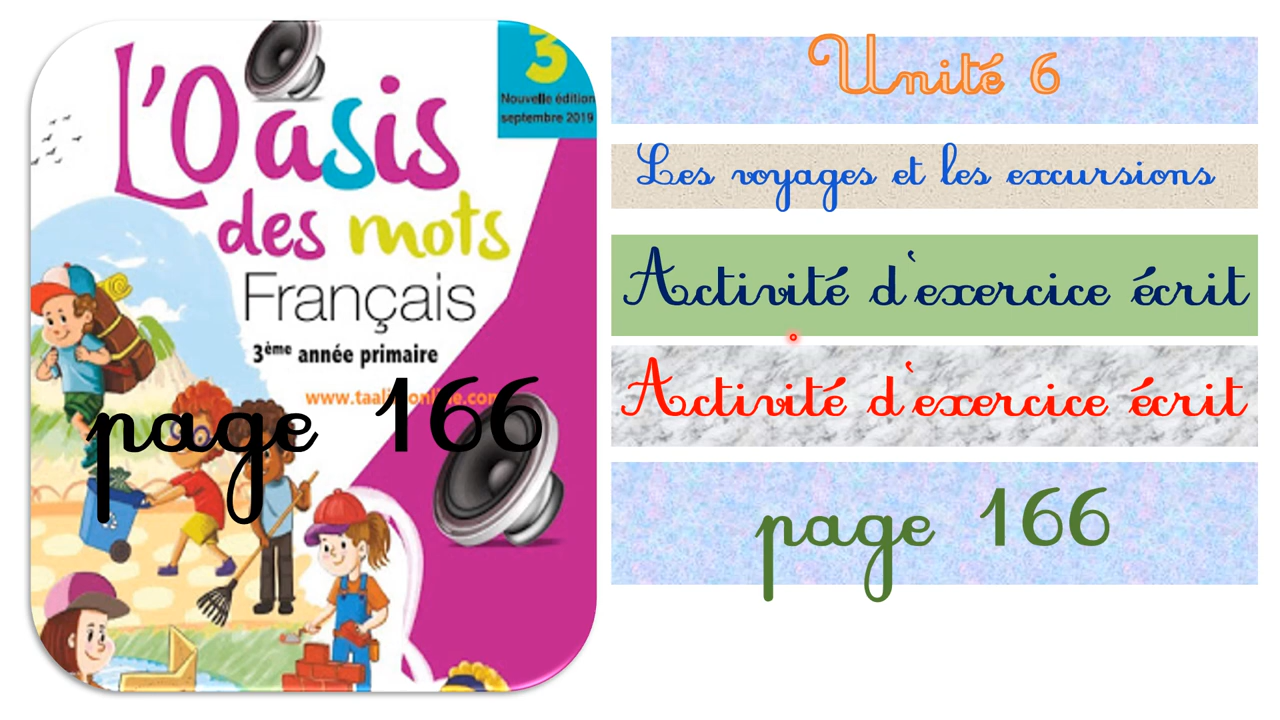 L'Oasis
des mots
Français
3ème année primaire
3
Nouvelle édition
septembre 2019
page 166
Unité 6
Les voyages et les excursions
Activité d'exercice écrit
Activité d'exercice écrit
page 166